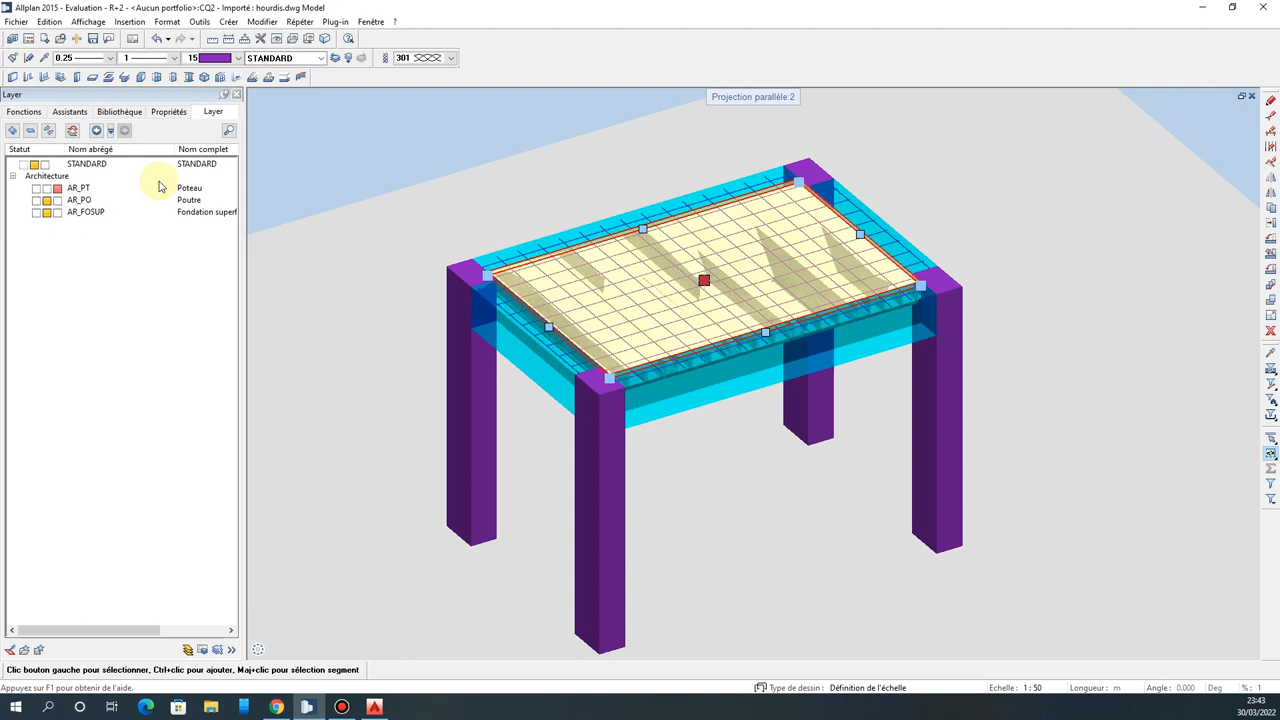 Allplan 2015 - Evaluation - R+2 - <Aucun portfolio>:CQ2 - Importé : hourdis.dwg Model
Fichier Edition Affichage Insertion Format Outils Créer Modifier Répéter Plug-in Fenêtre ?
0.25 1 15 STANDARD 301
Layer
Projection parallèle:2
Fonctions Assistants Bibliothèque Propriétés Layer
Statut Nom abrégé Nom complet
STANDARD STANDARD
Architecture
AR_PT Poteau
AR_PO Poutre
AR_FOSUP Fondation superf
Clic bouton gauche pour sélectionner, Ctrl+clic pour ajouter, Maj+clic pour sélection segment
Appuyez sur F1 pour obtenir de l'aide. Type de dessin: Définition de l'échelle Echelle : 1 : 50 Longueur : m Angle : 0.000 Deg % : 1
23:43
30/03/2022